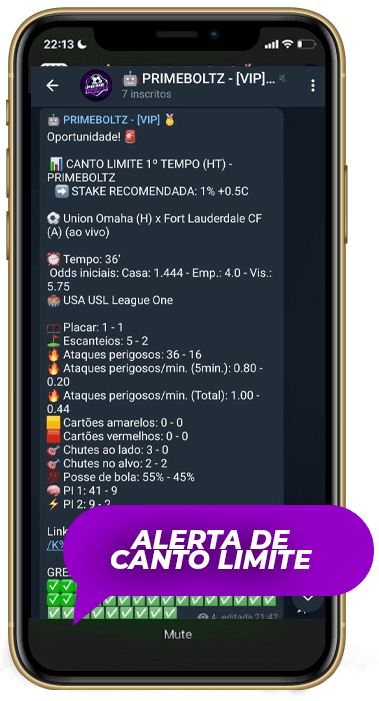 22:13
PRIMEBOLTZ - [VIP]...
7 inscritos
PRIMEBOLTZ - [VIP]
Oportunidade!
CANTO LIMITE 1º TEMPO (HT) -
PRIMEBOLTZ
STAKE RECOMENDADA: 1% +0.5C
Union Omaha (H) x Fort Lauderdale CF
(A) (ao vivo)
Tempo: 36'
Odds iniciais: Casa: 1.444 - Emp.: 4.0 - Vis.:
5.75
USA USL League One
Placar: 1 - 1
Escanteios: 5 - 2
Ataques perigosos: 36 - 16
Ataques perigosos/min. (5min.): 0.80 -
0.20
Ataques perigosos/min. (Total): 1.00 -
0.44
Cartões amarelos: 0 - 0
Cartões vermelhos: 0 - 0
Chutes ao lado: 3 - 0
Chutes no alvo: 2 - 2
Posse de bola: 55% - 45%
PI 1: 41 - 9
PI 2: 9 - 2
Link
/K%
GRE
ALERTA DE
CANTO LIMITE
4 editada 21:42
Mute